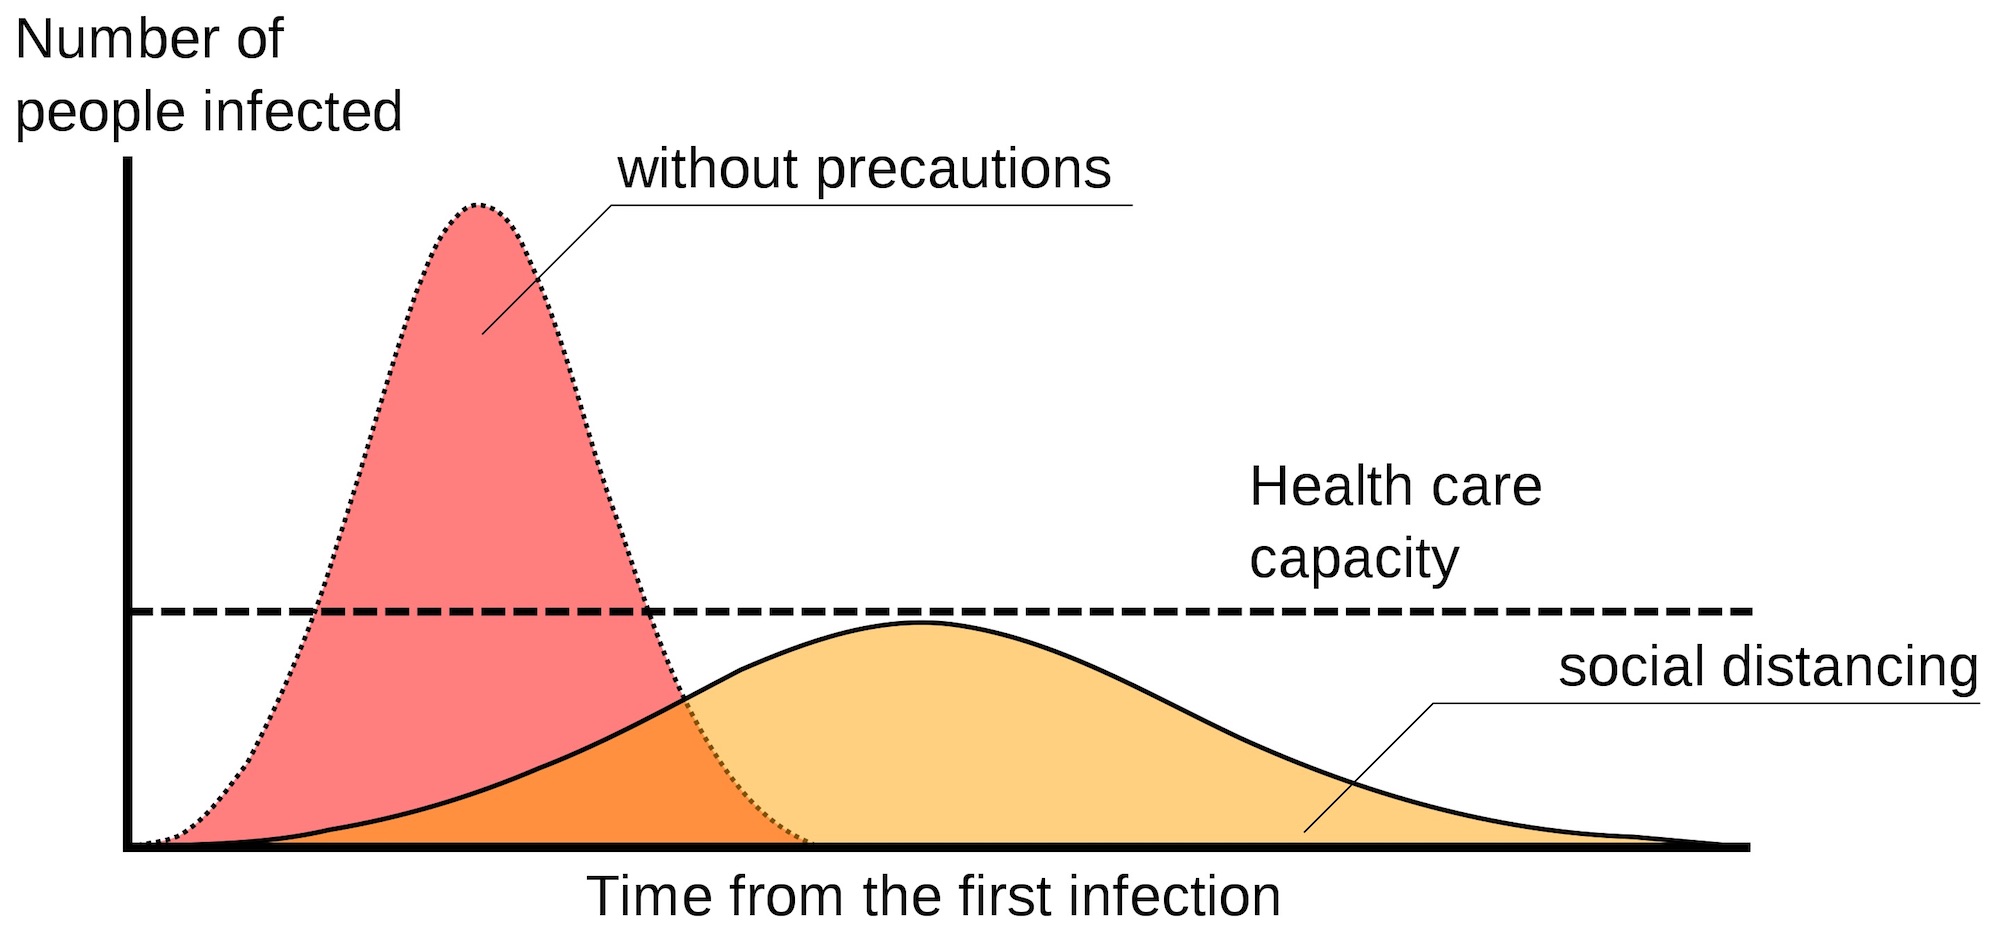 Number of
people infected
without precautions
Health care
capacity
social distancing
Time from the first infection